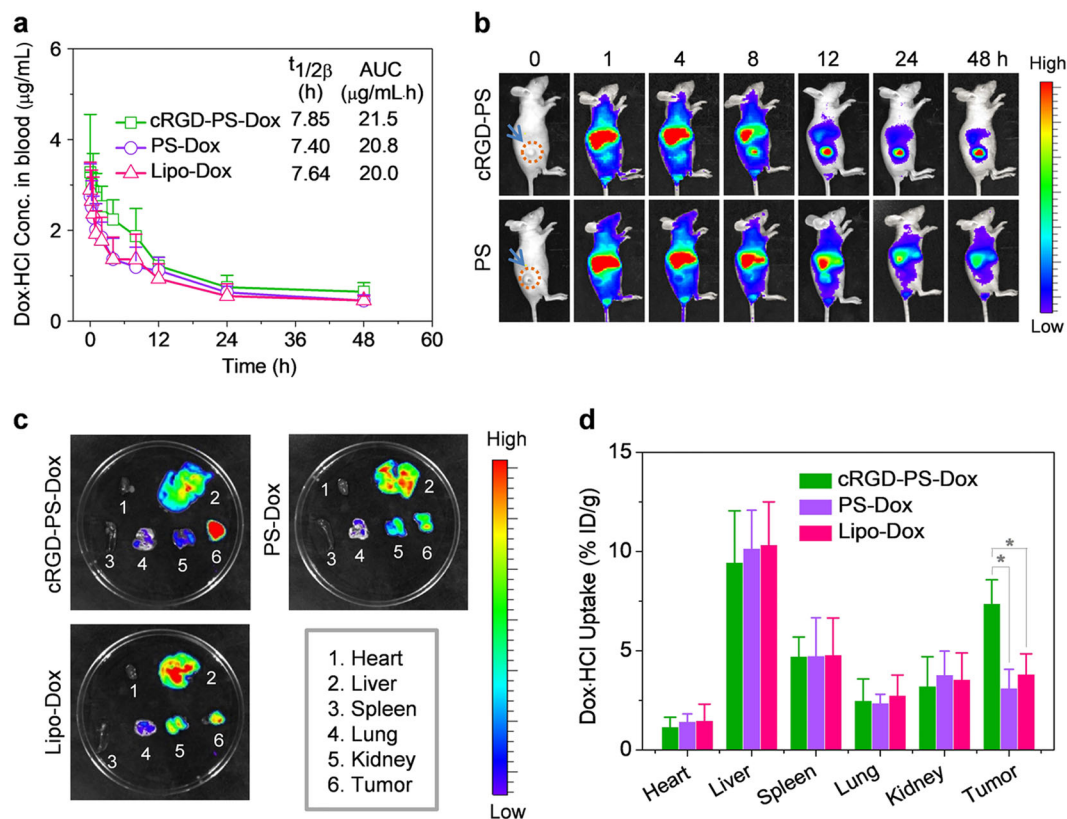 a
Dox·HCl Conc. in blood (μg/mL)
6
4
2
0
t1/2β AUC
(h) (μg/mL·h)
cRGD-PS-Dox 7.85 21.5
PS-Dox 7.40 20.8
Lipo-Dox 7.64 20.0
0 12 24 36 48 60
Time (h)
b
0 1 4 8 12 24 48 h
cRGD-PS
PS
High
Low
c
cRGD-PS-Dox
1 2
3 4 5 6
PS-Dox
1 2
3 4 5 6
Lipo-Dox
1 2
3 4 5 6
1. Heart
2. Liver
3. Spleen
4. Lung
5. Kidney
6. Tumor
High
Low
d
Dox·HCl Uptake (% ID/g)
15
10
5
0
cRGD-PS-Dox
PS-Dox
Lipo-Dox
*
*
Heart Liver Spleen Lung Kidney Tumor